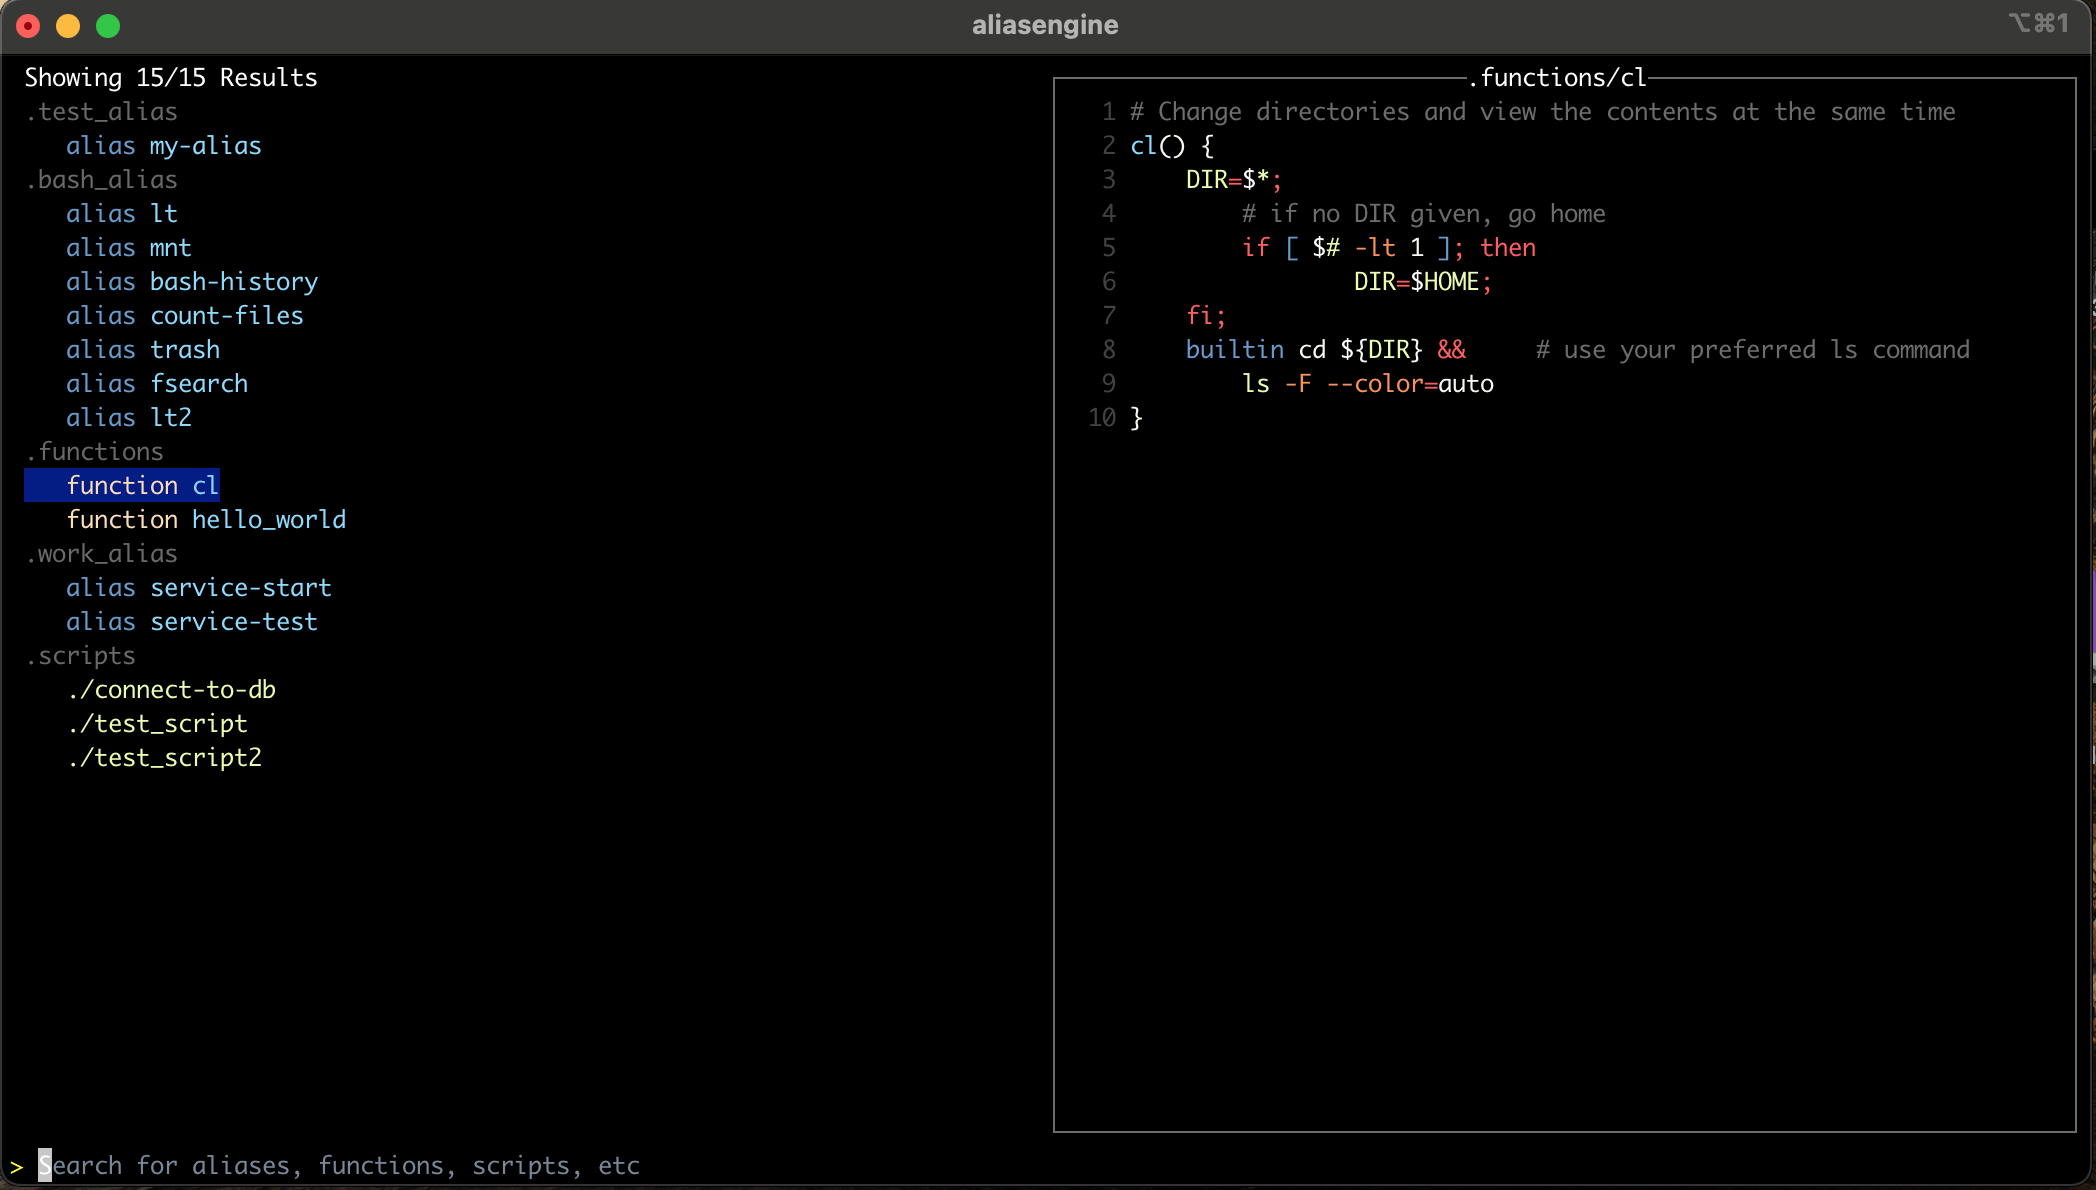 aliasengine
⌥⌘1
Showing 15/15 Results
.test_alias
alias my-alias
.bash_alias
alias lt
alias mnt
alias bash-history
alias count-files
alias trash
alias fsearch
alias lt2
.functions
function cl
function hello_world
.work_alias
alias service-start
alias service-test
.scripts
./connect-to-db
./test_script
./test_script2
.functions/cl
1 # Change directories and view the contents at the same time
2 cl() {
3     DIR=$*;
4         # if no DIR given, go home
5         if [ $# -lt 1 ]; then
6                 DIR=$HOME;
7     fi;
8     builtin cd ${DIR} &&     # use your preferred ls command
9         ls -F --color=auto
10 }
> Search for aliases, functions, scripts, etc